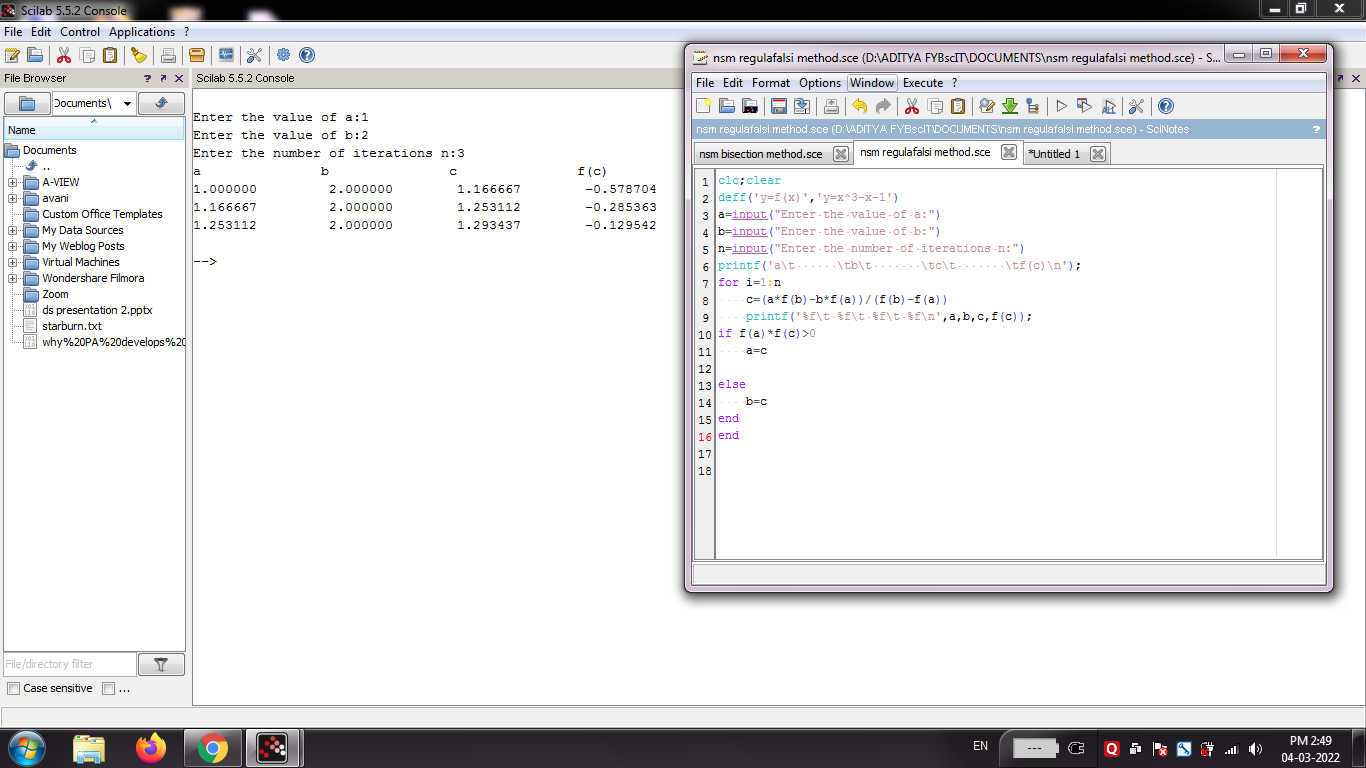 Scilab 5.5.2 Console
File Edit Control Applications ?
File Browser ? Scilab 5.5.2 Console
Documents\
Name
Documents
..
A-VIEW
avani
Custom Office Templates
My Data Sources
My Weblog Posts
Virtual Machines
Wondershare Filmora
Zoom
ds presentation 2.pptx
starburn.txt
why%20PA%20develops%20
File/directory filter
Case sensitive ...
Enter the value of a:1
Enter the value of b:2
Enter the number of iterations n:3
a b c f(c)
1.000000 2.000000 1.166667 -0.578704
1.166667 2.000000 1.253112 -0.285363
1.253112 2.000000 1.293437 -0.129542
-->
nsm regulafalsi method.sce (D:\ADITYA FYBscIT\DOCUMENTS\nsm regulafalsi method.sce) - S...
File Edit Format Options Window Execute ?
nsm regulafalsi method.sce (D:\ADITYA FYBscIT\DOCUMENTS\nsm regulafalsi method.sce) - SciNotes ?
nsm bisection method.sce nsm regulafalsi method.sce *Untitled 1
1 clc;clear
2 deff('y=f(x)','y=x^3-x-1')
3 a=input("Enter the value of a:")
4 b=input("Enter the value of b:")
5 n=input("Enter the number of iterations n:")
6 printf('a\t \tb\t \tc\t \tf(c)\n');
7 for i=1:n
8 c=(a*f(b)-b*f(a))/(f(b)-f(a))
9 printf('%f\t %f\t %f\t %f\n',a,b,c,f(c));
10 if f(a)*f(c)>0
11 a=c
12
13 else
14 b=c
15 end
16 end
17
18
EN
---
PM 2:49
04-03-2022